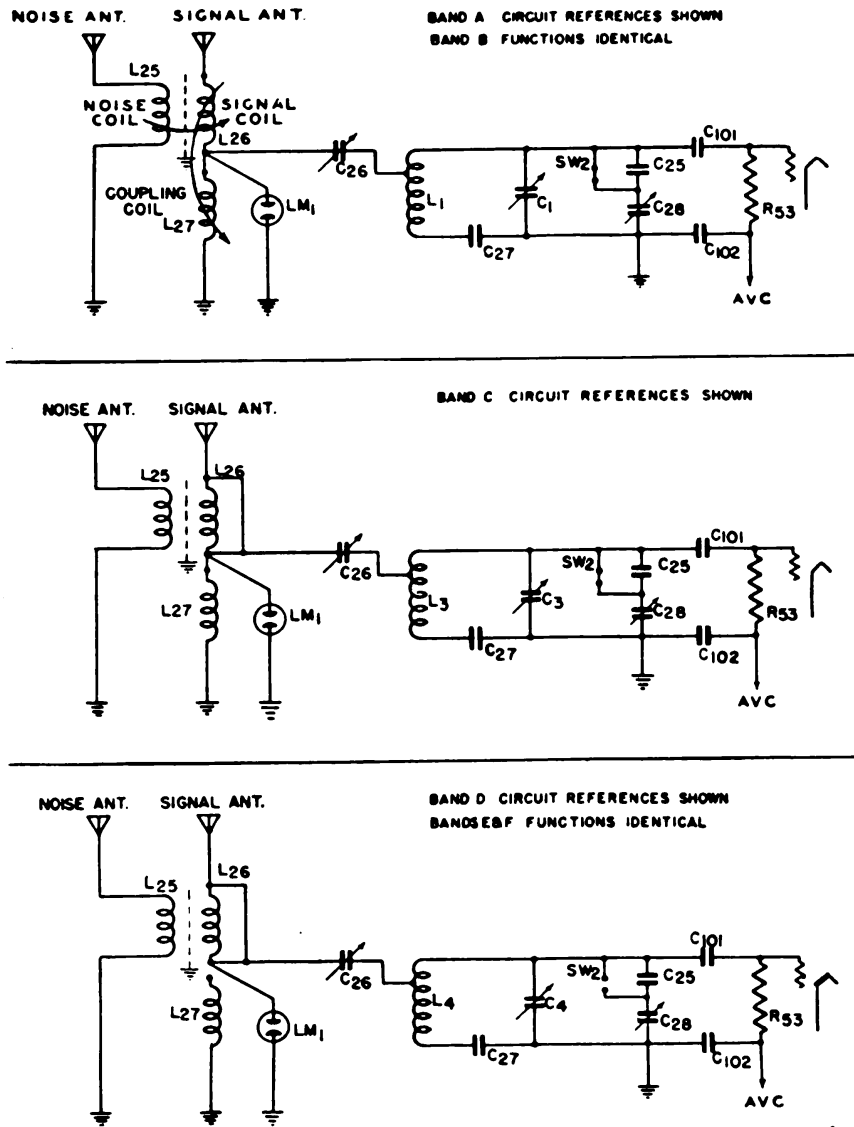 NOISE ANT. SIGNAL ANT.
BAND A CIRCUIT REFERENCES SHOWN
BAND B FUNCTIONS IDENTICAL
L25
NOISE COIL
SIGNAL COIL
L26
COUPLING COIL
L27
LM1
C26
L1
C27
C1
SW2
C25
C28
C101
C102
R53
AVC
NOISE ANT. SIGNAL ANT.
BAND C CIRCUIT REFERENCES SHOWN
L25
L26
L27
LM1
C26
L3
C27
C3
SW2
C25
C28
C101
C102
R53
AVC
NOISE ANT. SIGNAL ANT.
BAND D CIRCUIT REFERENCES SHOWN
BANDSE&F FUNCTIONS IDENTICAL
L25
L26
L27
LM1
C26
L4
C27
C4
SW2
C25
C28
C101
C102
R53
AVC